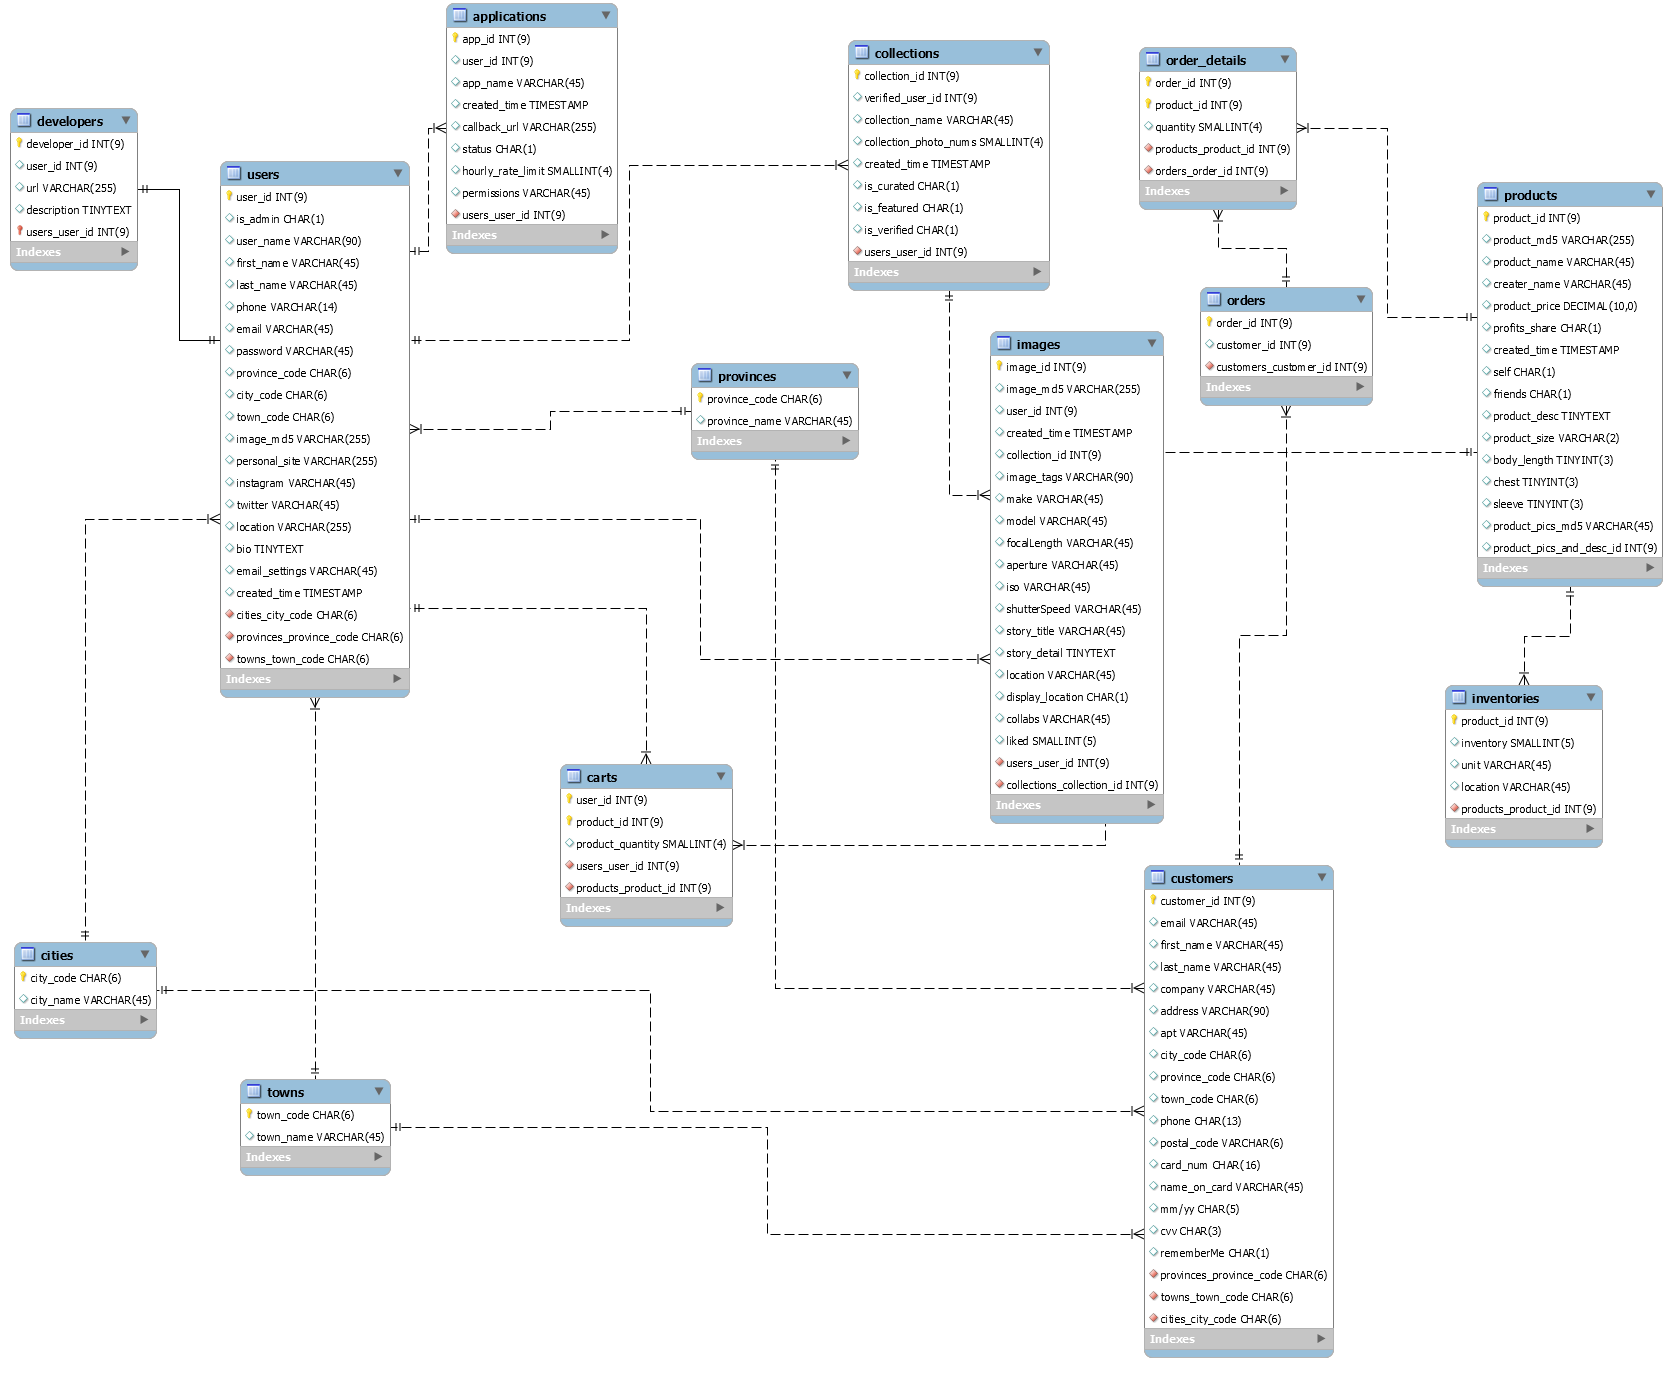 applications
app_id INT(9)
user_id INT(9)
app_name VARCHAR(45)
created_time TIMESTAMP
callback_url VARCHAR(255)
status CHAR(1)
hourly_rate_limit SMALLINT(4)
permissions VARCHAR(45)
users_user_id INT(9)
Indexes
collections
collection_id INT(9)
verified_user_id INT(9)
collection_name VARCHAR(45)
collection_photo_nums SMALLINT(4)
created_time TIMESTAMP
is_curated CHAR(1)
is_featured CHAR(1)
is_verified CHAR(1)
users_user_id INT(9)
Indexes
order_details
order_id INT(9)
product_id INT(9)
quantity SMALLINT(4)
products_product_id INT(9)
orders_order_id INT(9)
Indexes
developers
developer_id INT(9)
user_id INT(9)
url VARCHAR(255)
description TINYTEXT
users_user_id INT(9)
Indexes
users
user_id INT(9)
is_admin CHAR(1)
user_name VARCHAR(90)
first_name VARCHAR(45)
last_name VARCHAR(45)
phone VARCHAR(14)
email VARCHAR(45)
password VARCHAR(45)
province_code CHAR(6)
city_code CHAR(6)
town_code CHAR(6)
image_md5 VARCHAR(255)
personal_site VARCHAR(255)
instagram VARCHAR(45)
twitter VARCHAR(45)
location VARCHAR(255)
bio TINYTEXT
email_settings VARCHAR(45)
created_time TIMESTAMP
cities_city_code CHAR(6)
provinces_province_code CHAR(6)
towns_town_code CHAR(6)
Indexes
products
product_id INT(9)
product_md5 VARCHAR(255)
product_name VARCHAR(45)
creater_name VARCHAR(45)
product_price DECIMAL(10,0)
profits_share CHAR(1)
created_time TIMESTAMP
self CHAR(1)
friends CHAR(1)
product_desc TINYTEXT
product_size VARCHAR(2)
body_length TINYINT(3)
chest TINYINT(3)
sleeve TINYINT(3)
product_pics_md5 VARCHAR(45)
product_pics_and_desc_id INT(9)
Indexes
orders
order_id INT(9)
customer_id INT(9)
customers_customer_id INT(9)
Indexes
images
image_id INT(9)
image_md5 VARCHAR(255)
user_id INT(9)
created_time TIMESTAMP
collection_id INT(9)
image_tags VARCHAR(90)
make VARCHAR(45)
model VARCHAR(45)
focalLength VARCHAR(45)
aperture VARCHAR(45)
iso VARCHAR(45)
shutterSpeed VARCHAR(45)
story_title VARCHAR(45)
story_detail TINYTEXT
location VARCHAR(45)
display_location CHAR(1)
collabs VARCHAR(45)
liked SMALLINT(5)
users_user_id INT(9)
collections_collection_id INT(9)
Indexes
provinces
province_code CHAR(6)
province_name VARCHAR(45)
Indexes
inventories
product_id INT(9)
inventory SMALLINT(5)
unit VARCHAR(45)
location VARCHAR(45)
products_product_id INT(9)
Indexes
carts
user_id INT(9)
product_id INT(9)
product_quantity SMALLINT(4)
users_user_id INT(9)
products_product_id INT(9)
Indexes
customers
customer_id INT(9)
email VARCHAR(45)
first_name VARCHAR(45)
last_name VARCHAR(45)
company VARCHAR(45)
address VARCHAR(90)
apt VARCHAR(45)
city_code CHAR(6)
province_code CHAR(6)
town_code CHAR(6)
phone CHAR(13)
postal_code VARCHAR(6)
card_num CHAR(16)
name_on_card VARCHAR(45)
mm/yy CHAR(5)
cvv CHAR(3)
rememberMe CHAR(1)
provinces_province_code CHAR(6)
towns_town_code CHAR(6)
cities_city_code CHAR(6)
Indexes
cities
city_code CHAR(6)
city_name VARCHAR(45)
Indexes
towns
town_code CHAR(6)
town_name VARCHAR(45)
Indexes